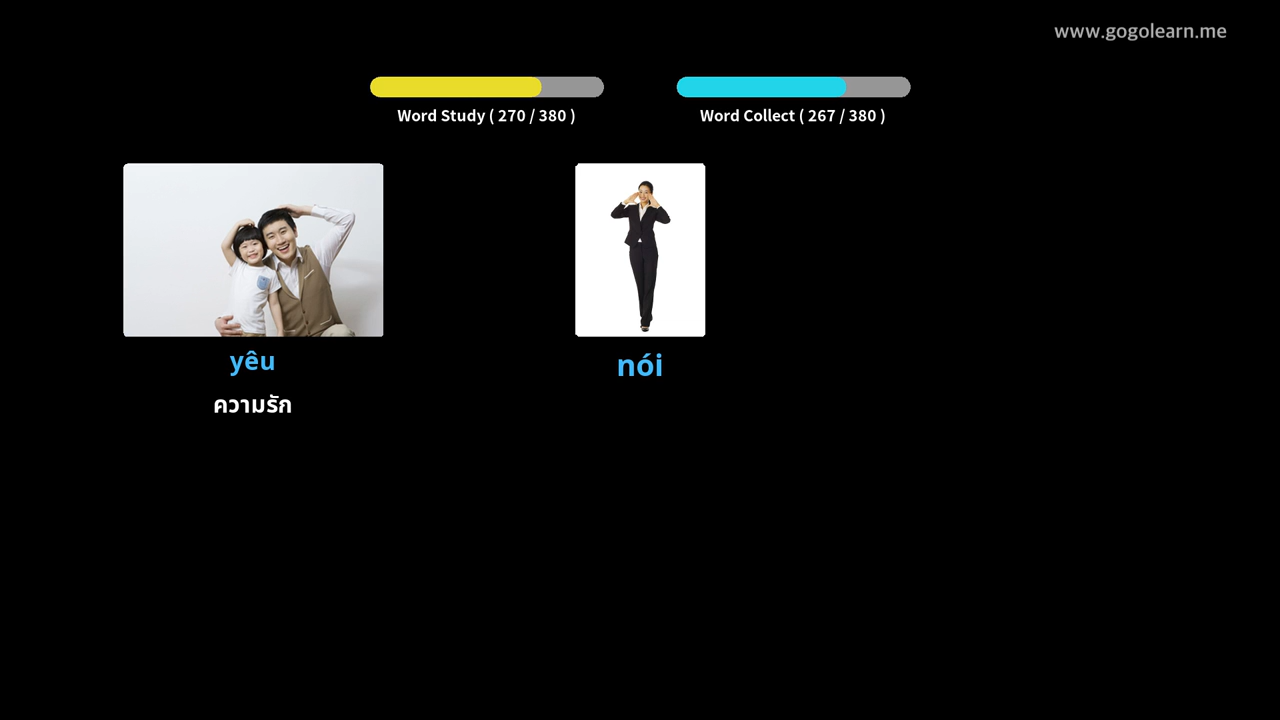 www.gogolearn.me
Word Study ( 270 / 380 )
Word Collect ( 267 / 380 )
yêu
ความรัก
nói